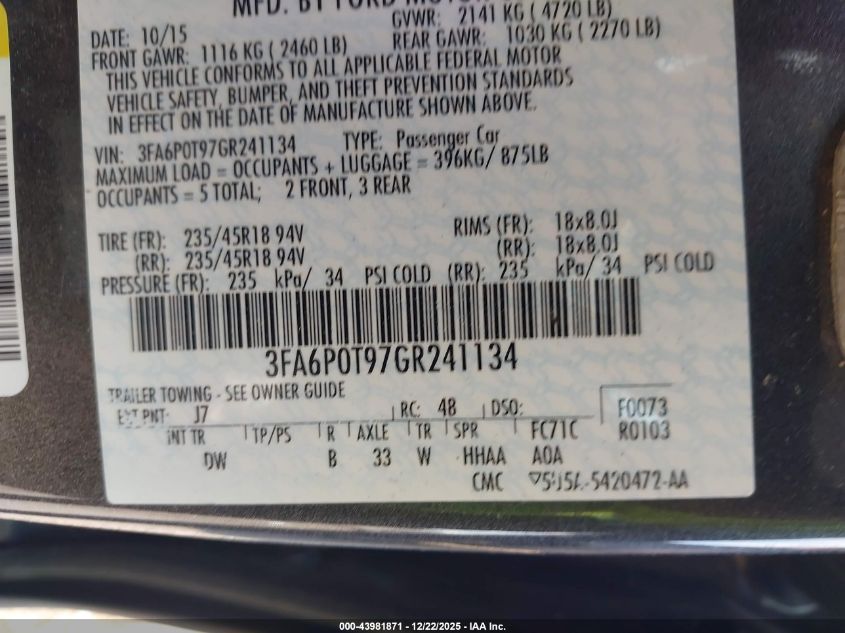 MFD. BY FORD MOTOR
DATE: 10/15 GVWR: 2141 KG ( 4720 LB)
FRONT GAWR: 1116 KG ( 2460 LB) REAR GAWR: 1030 KG ( 2270 LB)
THIS VEHICLE CONFORMS TO ALL APPLICABLE FEDERAL MOTOR
VEHICLE SAFETY, BUMPER, AND THEFT PREVENTION STANDARDS
IN EFFECT ON THE DATE OF MANUFACTURE SHOWN ABOVE.
VIN: 3FA6P0T97GR241134 TYPE: Passenger Car
MAXIMUM LOAD = OCCUPANTS + LUGGAGE = 396KG/ 875LB
OCCUPANTS = 5 TOTAL; 2 FRONT, 3 REAR
TIRE (FR): 235/45R18 94V RIMS (FR): 18x8.0J
(RR): 235/45R18 94V (RR): 18x8.0J
PRESSURE (FR): 235 kPa/ 34 PSI COLD (RR): 235 kPa/ 34 PSI COLD
3FA6P0T97GR241134
TRAILER TOWING - SEE OWNER GUIDE
EXT PNT: J7 RC: 48 DSO: F0073
INT TR TP/PS R AXLE TR SPR FC71C R0103
DW B 33 W HHAA AOA
CMC -5420472-AA
000-43981871 • 12/22/2025 • IAA Inc.